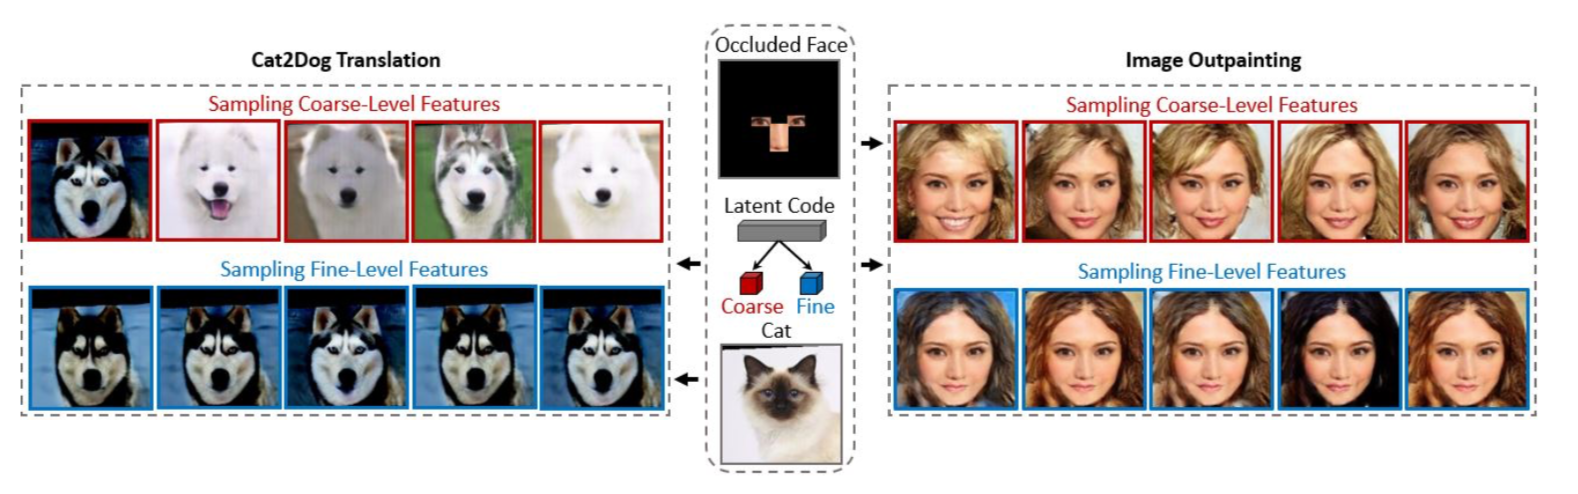 Cat2Dog Translation
Sampling Coarse-Level Features
Sampling Fine-Level Features
Occluded Face
Latent Code
Coarse
Fine
Cat
Image Outpainting
Sampling Coarse-Level Features
Sampling Fine-Level Features